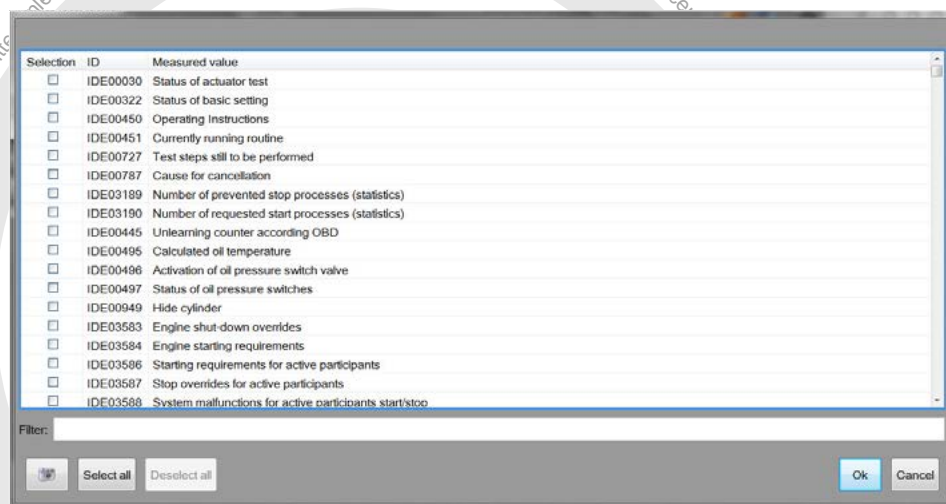 Selection ID Measured value
IDE00030 Status of actuator test
IDE00322 Status of basic setting
IDE00450 Operating Instructions
IDE00451 Currently running routine
IDE00727 Test steps still to be performed
IDE00787 Cause for cancellation
IDE03189 Number of prevented stop processes (statistics)
IDE03190 Number of requested start processes (statistics)
IDE00445 Unlearning counter according OBD
IDE00495 Calculated oil temperature
IDE00496 Activation of oil pressure switch valve
IDE00497 Status of oil pressure switches
IDE00949 Hide cylinder
IDE03583 Engine shut-down overrides
IDE03584 Engine starting requirements
IDE03586 Starting requirements for active participants
IDE03587 Stop overrides for active participants
IDE03588 System malfunctions for active participants start/stop
Filter:
Select all Deselect all Ok Cancel